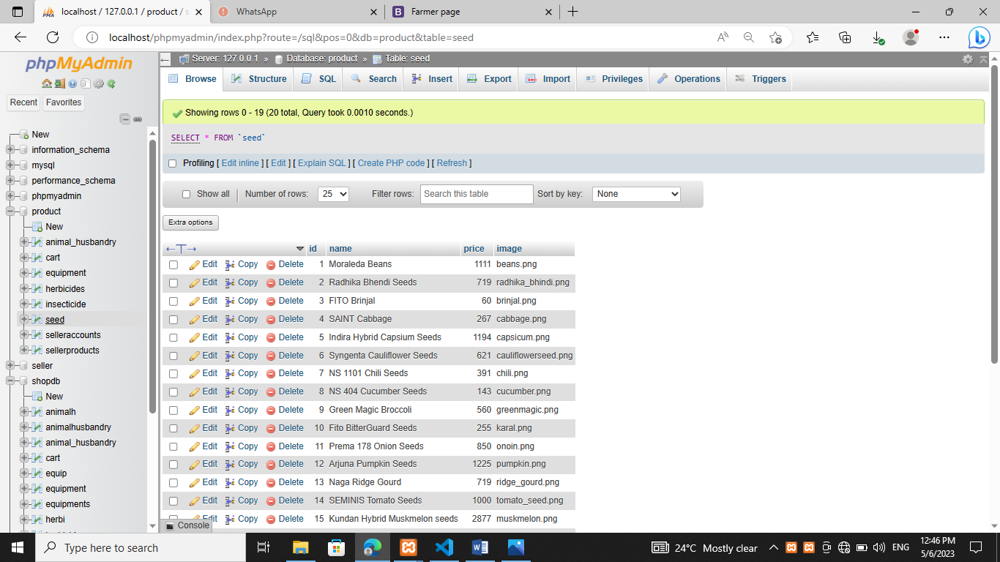 localhost / 127.0.0.1 / product / s
WhatsApp
Farmer page
localhost/phpmyadmin/index.php?route=/sql&pos=0&db=product&table=seed
phpMyAdmin
Recent Favorites
New
information_schema
mysql
performance_schema
phpmyadmin
product
New
animal_husbandry
cart
equipment
herbicides
insecticide
seed
selleraccounts
sellerproducts
seller
shopdb
New
animalh
animalhusbandry
animal_husbandry
cart
equip
equipment
equipments
herbi
Server: 127.0.0.1 » Database: product » Table: seed
Browse Structure SQL Search Insert Export Import Privileges Operations Triggers
Showing rows 0 - 19 (20 total, Query took 0.0010 seconds.)
SELECT * FROM `seed`
Profiling [ Edit inline ] [ Edit ] [ Explain SQL ] [ Create PHP code ] [ Refresh ]
Show all | Number of rows: 25 Filter rows: Search this table Sort by key: None
Extra options
←T→ id name price image
Edit Copy Delete 1 Moraleda Beans 1111 beans.png
Edit Copy Delete 2 Radhika Bhendi Seeds 719 radhika_bhindi.png
Edit Copy Delete 3 FITO Brinjal 60 brinjal.png
Edit Copy Delete 4 SAINT Cabbage 267 cabbage.png
Edit Copy Delete 5 Indira Hybrid Capsium Seeds 1194 capsicum.png
Edit Copy Delete 6 Syngenta Cauliflower Seeds 621 cauliflowerseed.png
Edit Copy Delete 7 NS 1101 Chili Seeds 391 chili.png
Edit Copy Delete 8 NS 404 Cucumber Seeds 143 cucumber.png
Edit Copy Delete 9 Green Magic Broccoli 560 greenmagic.png
Edit Copy Delete 10 Fito BitterGuard Seeds 255 karal.png
Edit Copy Delete 11 Prema 178 Onion Seeds 850 onoin.png
Edit Copy Delete 12 Arjuna Pumpkin Seeds 1225 pumpkin.png
Edit Copy Delete 13 Naga Ridge Gourd 719 ridge_gourd.png
Edit Copy Delete 14 SEMINIS Tomato Seeds 1000 tomato_seed.png
Edit Copy Delete 15 Kundan Hybrid Muskmelon seeds 2877 muskmelon.png
Console
Type here to search
24°C Mostly clear
ENG
12:46 PM
5/6/2023